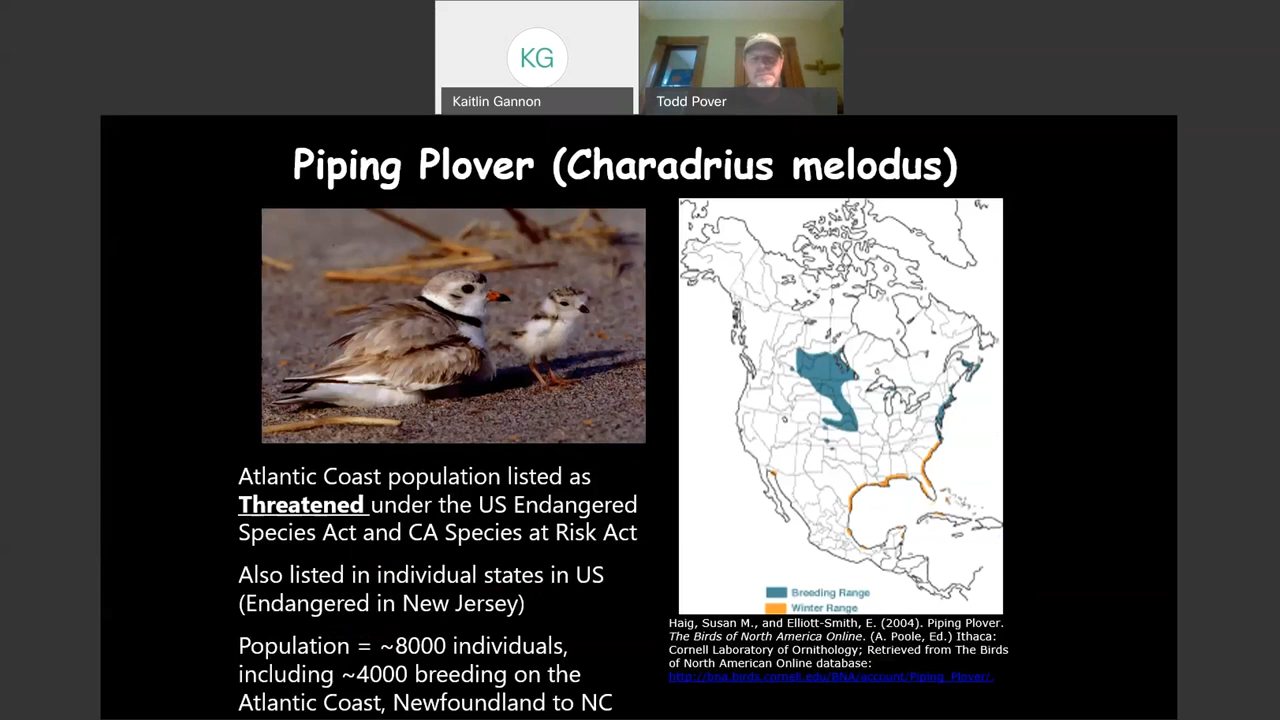 KG
Kaitlin Gannon
Todd Pover
Piping Plover (Charadrius melodus)
Atlantic Coast population listed as
Threatened under the US Endangered
Species Act and CA Species at Risk Act
Also listed in individual states in US
(Endangered in New Jersey)
Population = ~8000 individuals,
including ~4000 breeding on the
Atlantic Coast, Newfoundland to NC
Breeding Range
Winter Range
Haig, Susan M., and Elliott-Smith, E. (2004). Piping Plover.
The Birds of North America Online. (A. Poole, Ed.) Ithaca:
Cornell Laboratory of Ornithology; Retrieved from The Birds
of North American Online database:
http://bna.birds.cornell.edu/BNA/account/Piping_Plover/.